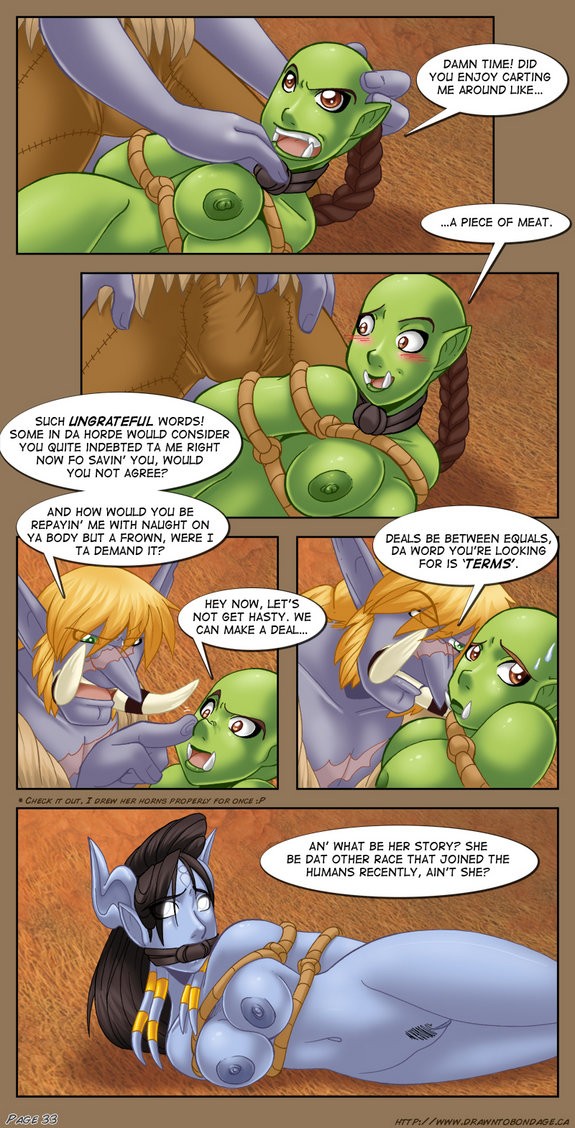 DAMN TIME! DID
YOU ENJOY CARTING
ME AROUND LIKE...
...A PIECE OF MEAT.
SUCH UNGRATEFUL WORDS!
SOME IN DA HORDE WOULD CONSIDER
YOU QUITE INDEBTED TA ME RIGHT
NOW FO SAVIN' YOU, WOULD
YOU NOT AGREE?
AND HOW WOULD YOU BE
REPAYIN' ME WITH NAUGHT ON
YA BODY BUT A FROWN, WERE I
TA DEMAND IT?
HEY NOW, LET'S
NOT GET HASTY. WE
CAN MAKE A DEAL...
DEALS BE BETWEEN EQUALS,
DA WORD YOU'RE LOOKING
FOR IS 'TERMS'.
* CHECK IT OUT, I DREW HER HORNS PROPERLY FOR ONCE :P
AN' WHAT BE HER STORY? SHE
BE DAT OTHER RACE THAT JOINED THE
HUMANS RECENTLY, AIN'T SHE?
PAGE 33
HTTP://WWW.DRAWNTOBONDAGE.CA